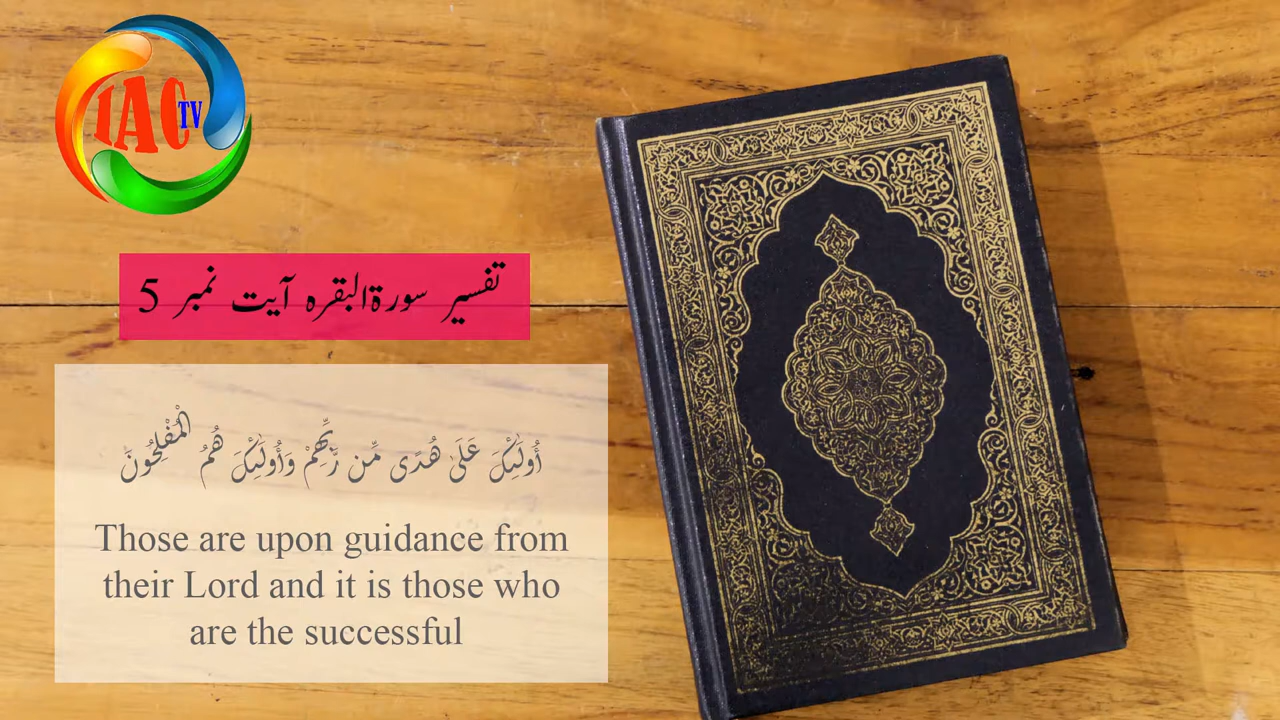 IAC TV
تفسیر سورۃالبقرہ آیت نمبر 5
أُولَٰئِكَ عَلَىٰ هُدًى مِّن رَّبِّهِمْ وَأُولَٰئِكَ هُمُ الْمُفْلِحُونَ
Those are upon guidance from
their Lord and it is those who
are the successful